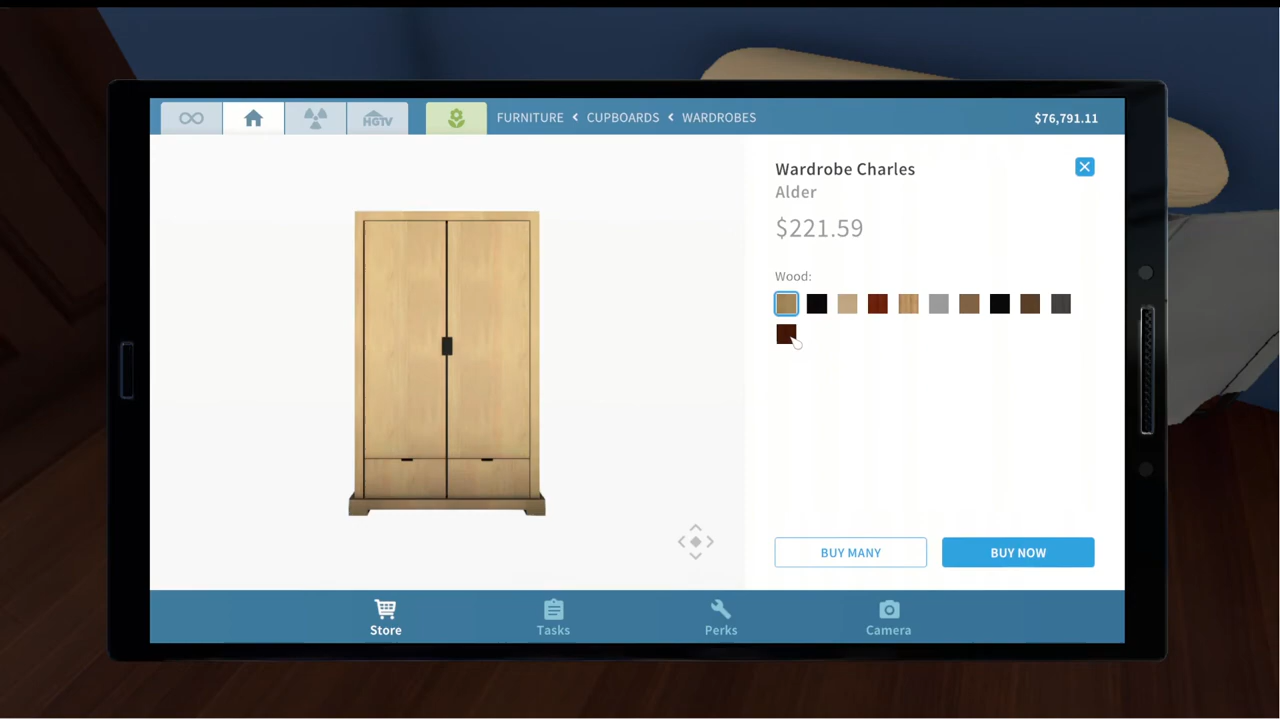 HGTV
FURNITURE < CUPBOARDS < WARDROBES
$76,791.11
Wardrobe Charles
Alder
$221.59
Wood:
BUY MANY
BUY NOW
Store
Tasks
Perks
Camera